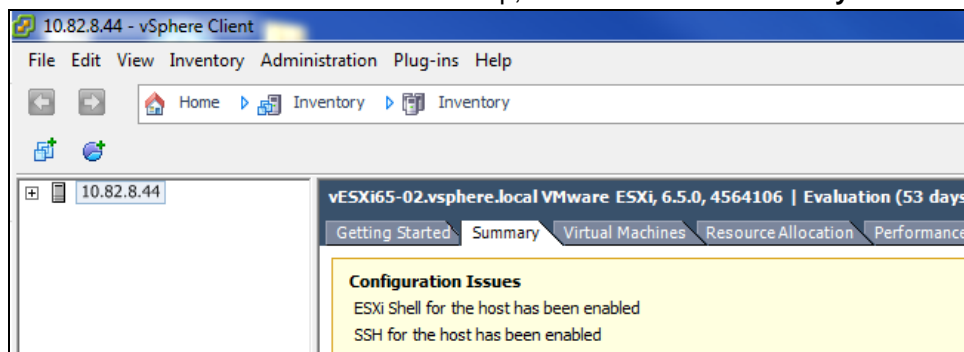 10.82.8.44 - vSphere Client
File Edit View Inventory Administration Plug-ins Help
Home Inventory Inventory
10.82.8.44
vESXi65-02.vsphere.local VMware ESXi, 6.5.0, 4564106 | Evaluation (53 days
Getting Started Summary Virtual Machines Resource Allocation Performance
Configuration Issues
ESXi Shell for the host has been enabled
SSH for the host has been enabled